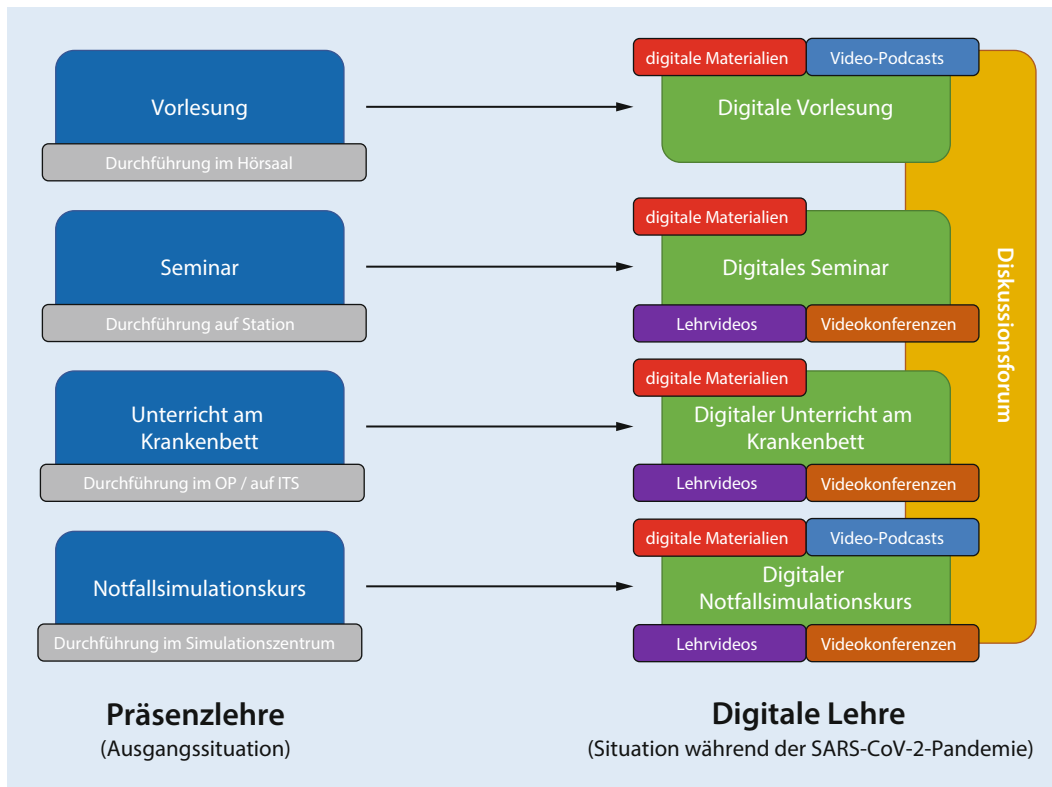 Vorlesung
Durchführung im Hörsaal
digitale Materialien
Video-Podcasts
Digitale Vorlesung
Seminar
Durchführung auf Station
digitale Materialien
Digitales Seminar
Lehrvideos
Videokonferenzen
Unterricht am
Krankenbett
Durchführung im OP / auf ITS
digitale Materialien
Digitaler Unterricht am
Krankenbett
Lehrvideos
Videokonferenzen
Notfallsimulationskurs
Durchführung im Simulationszentrum
digitale Materialien
Video-Podcasts
Digitaler
Notfallsimulationskurs
Lehrvideos
Videokonferenzen
Diskussionsforum
Präsenzlehre
(Ausgangssituation)
Digitale Lehre
(Situation während der SARS-CoV-2-Pandemie)